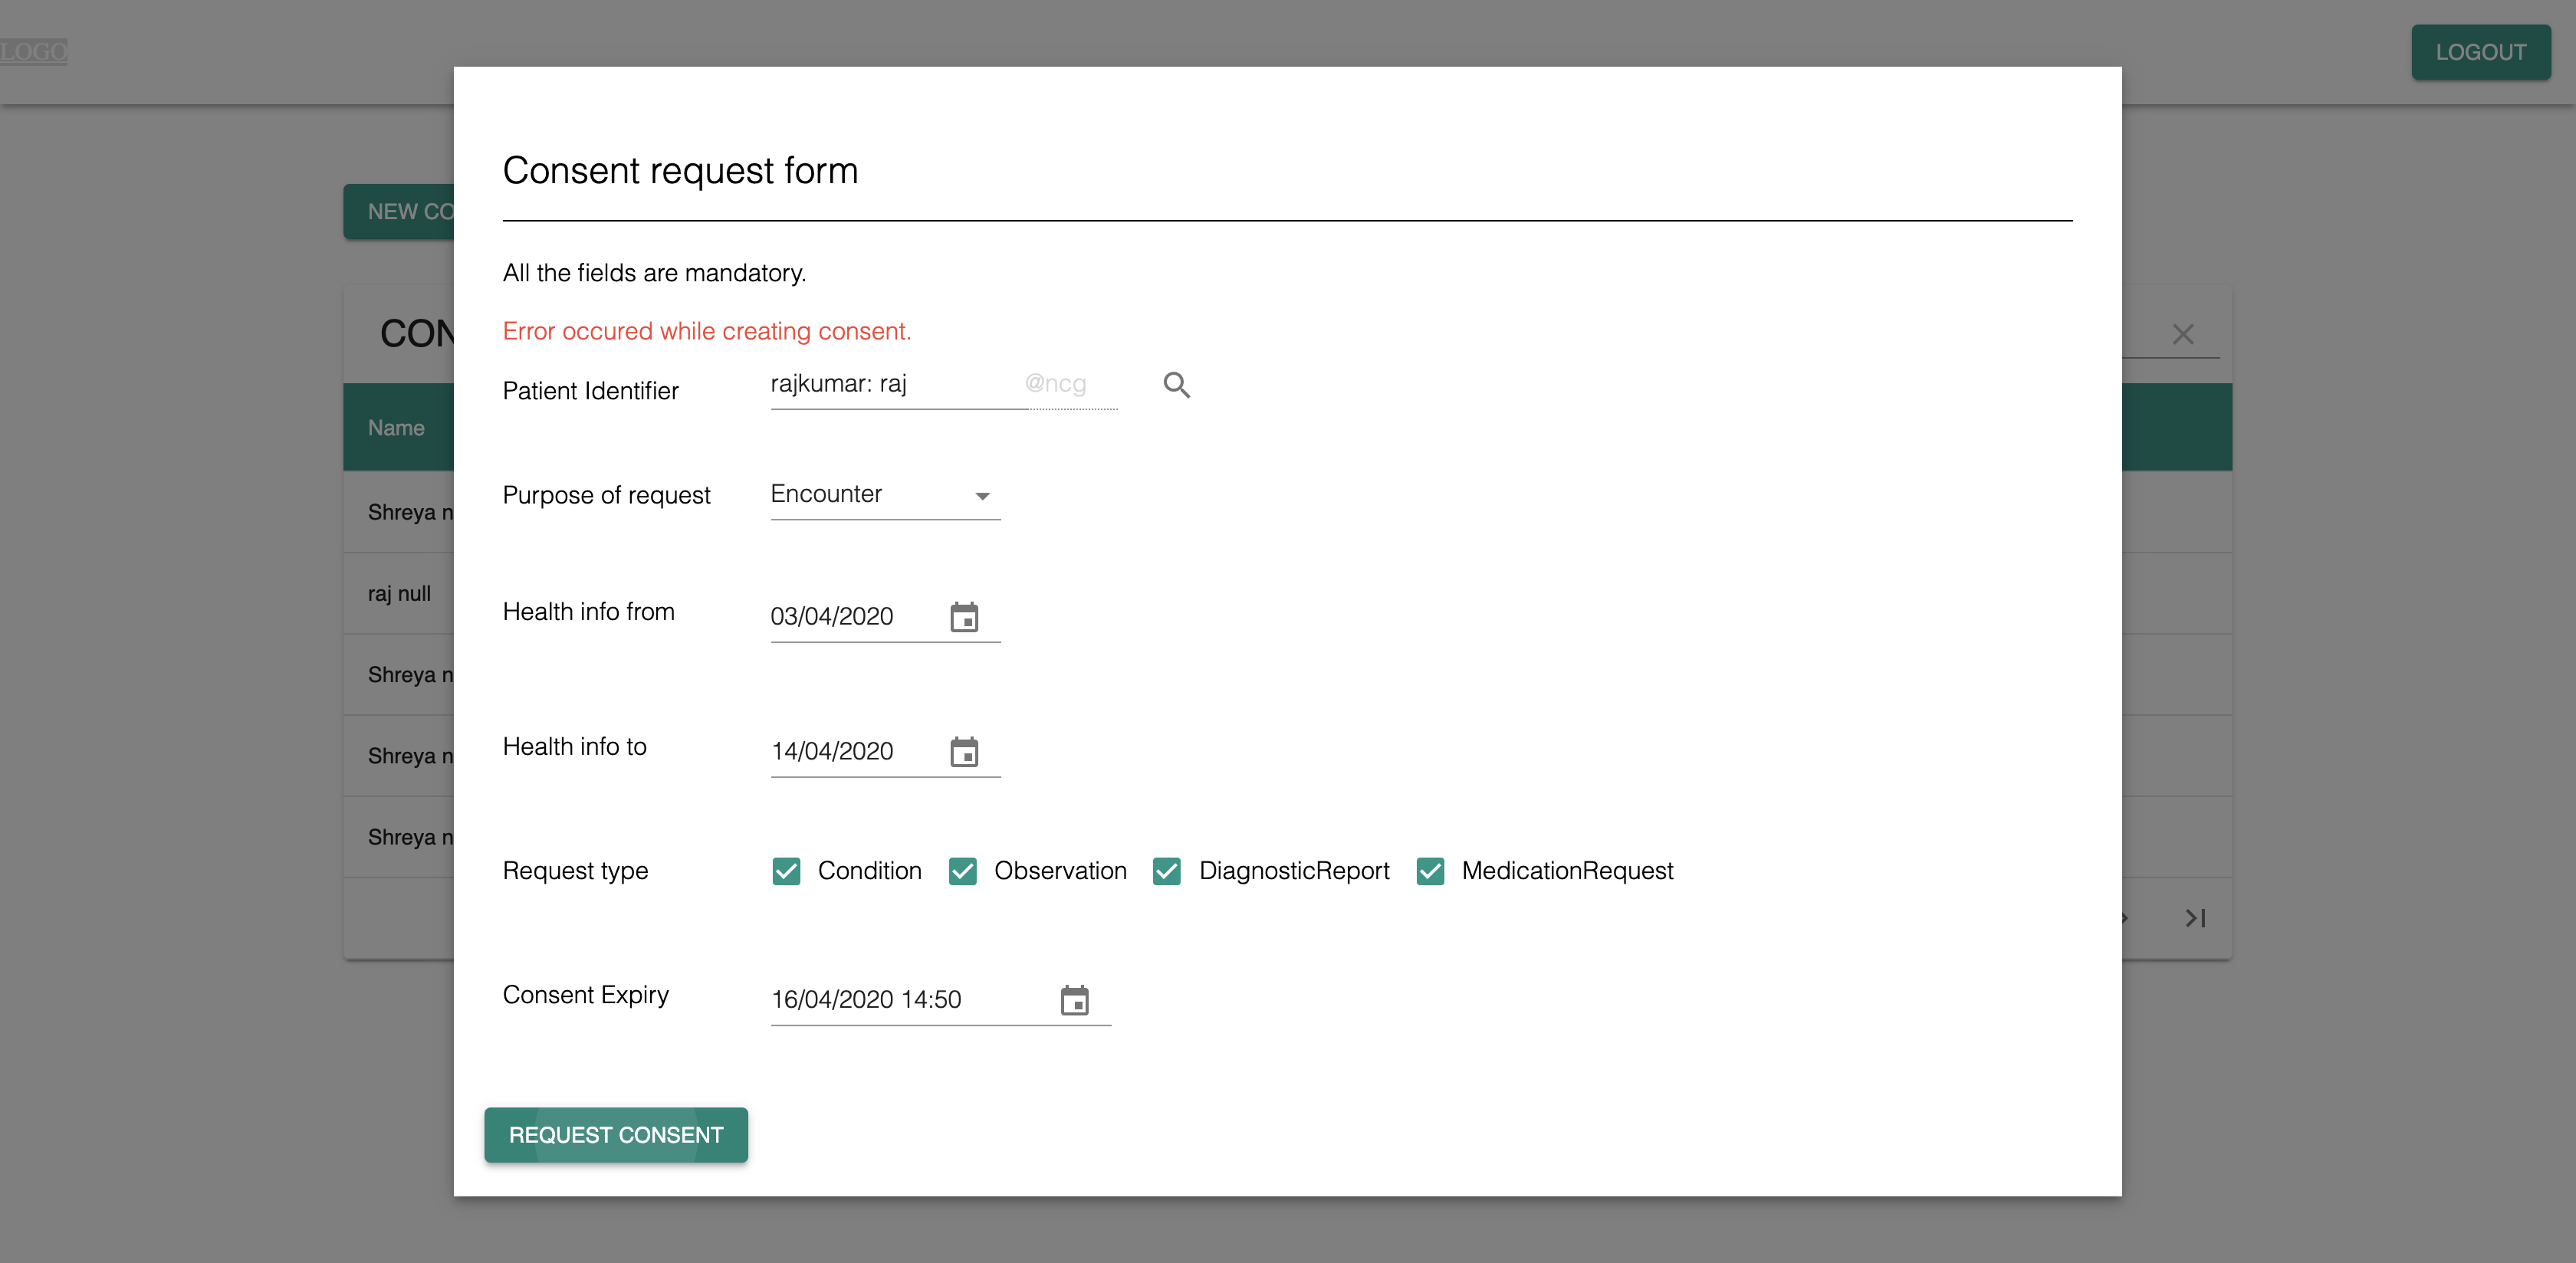 LOGO
LOGOUT
Consent request form
NEW CO
All the fields are mandatory.
CON
Error occured while creating consent.
Patient Identifier rajkumar: raj @ncg
Name
Purpose of request Encounter
Shreya n
raj null
Health info from 03/04/2020
Shreya n
Health info to 14/04/2020
Shreya n
Shreya n
Request type Condition Observation DiagnosticReport MedicationRequest
Consent Expiry 16/04/2020 14:50
REQUEST CONSENT